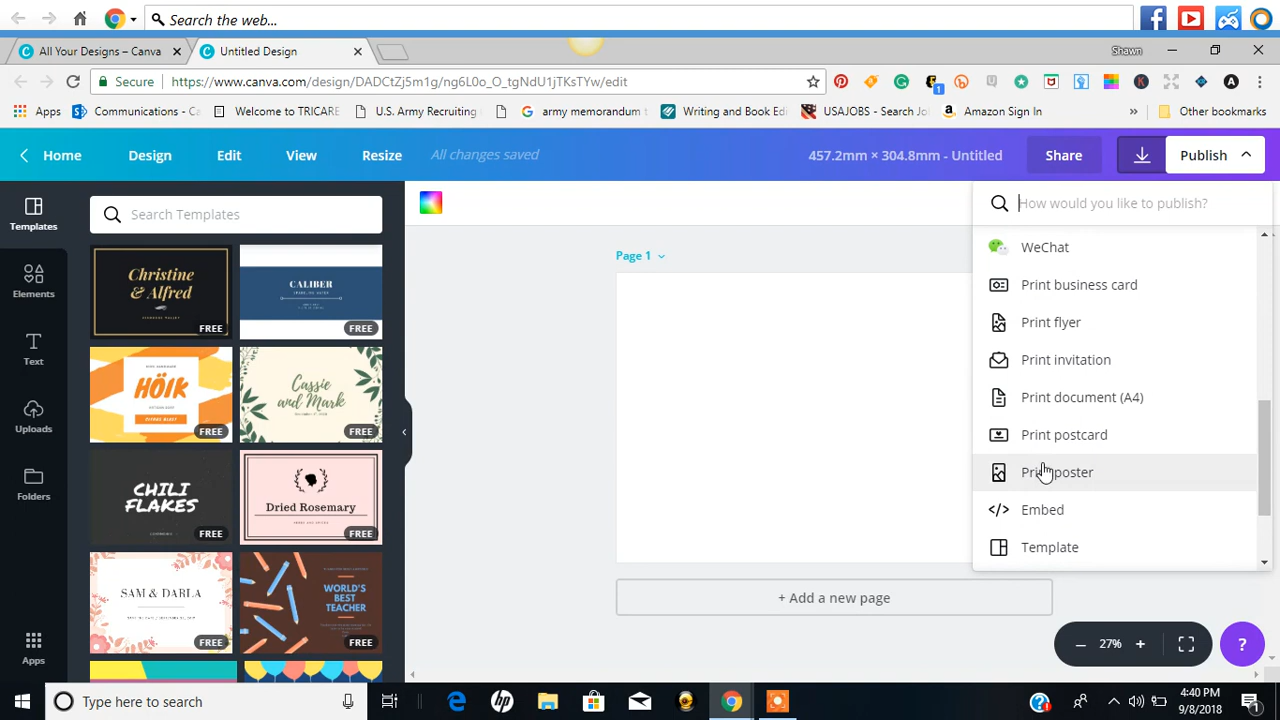 Search the web...
All Your Designs – Canva
Untitled Design
Shawn
Secure
https://www.canva.com/design/DADCtZj5m1g/ng6L0o_O_tgNdU1jTKsTYw/edit
1
A
Apps
Communications - C
Welcome to TRICARE
U.S. Army Recruiting
army memorandum t
Writing and Book Edi
USAJOBS - Search Jo
Amazon Sign In
»
Other bookmarks
Home
Design
Edit
View
Resize
All changes saved
457.2mm × 304.8mm - Untitled
Share
Publish
Templates
Elements
Text
Uploads
Folders
Apps
Search Templates
Christine
& Alfred
FREE
CALIBER
FREE
HÖIK
FREE
Cassie
and Mark
FREE
CHILI
FLAKES
FREE
Dried Rosemary
FREE
SAM & DARLA
FREE
WORLD'S
BEST
TEACHER
FREE
Page 1
+ Add a new page
How would you like to publish?
WeChat
Print business card
Print flyer
Print invitation
Print document (A4)
Print postcard
Print poster
Embed
Template
27%
?
Type here to search
4:40 PM
9/8/2018
1